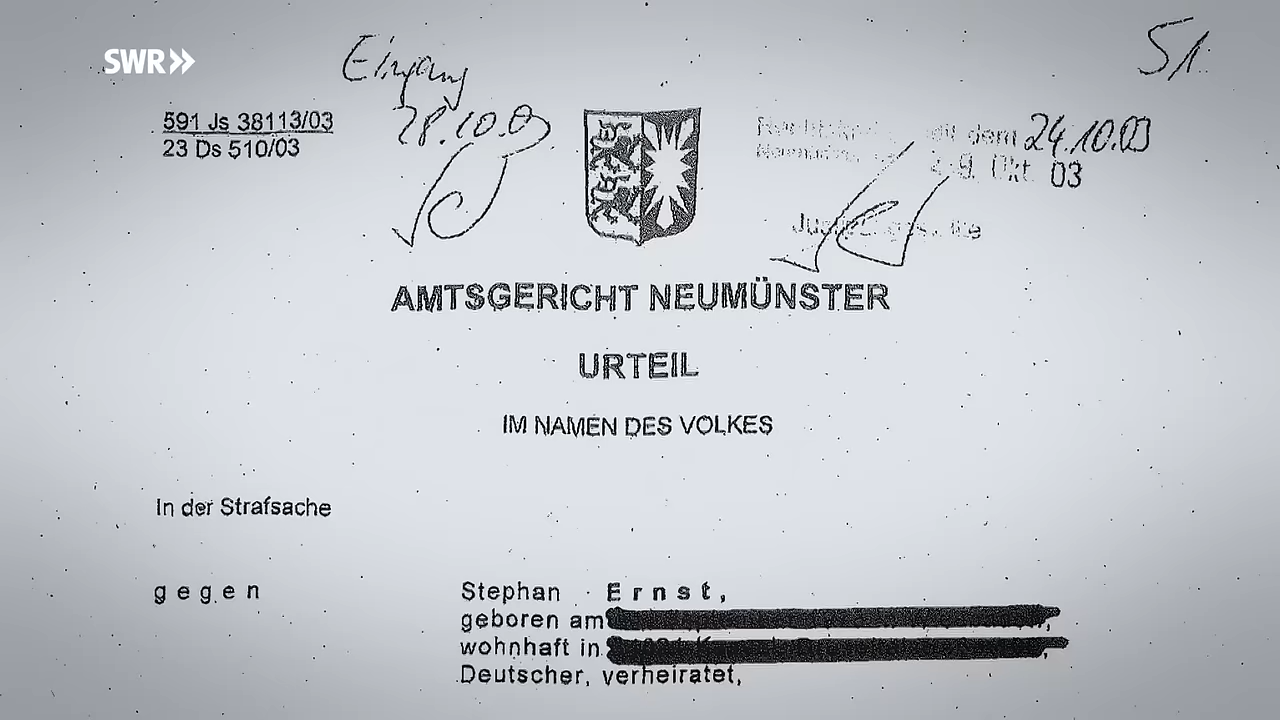 SWR»
Eingang
51
591 Js 38113/03
28.10.03
23 Ds 510/03
dem 24.10.03
Okt. 03
AMTSGERICHT NEUMÜNSTER
URTEIL
IM NAMEN DES VOLKES
In der Strafsache
gegen
Stephan Ernst,
geboren am
wohnhaft in
Deutscher, verheiratet,